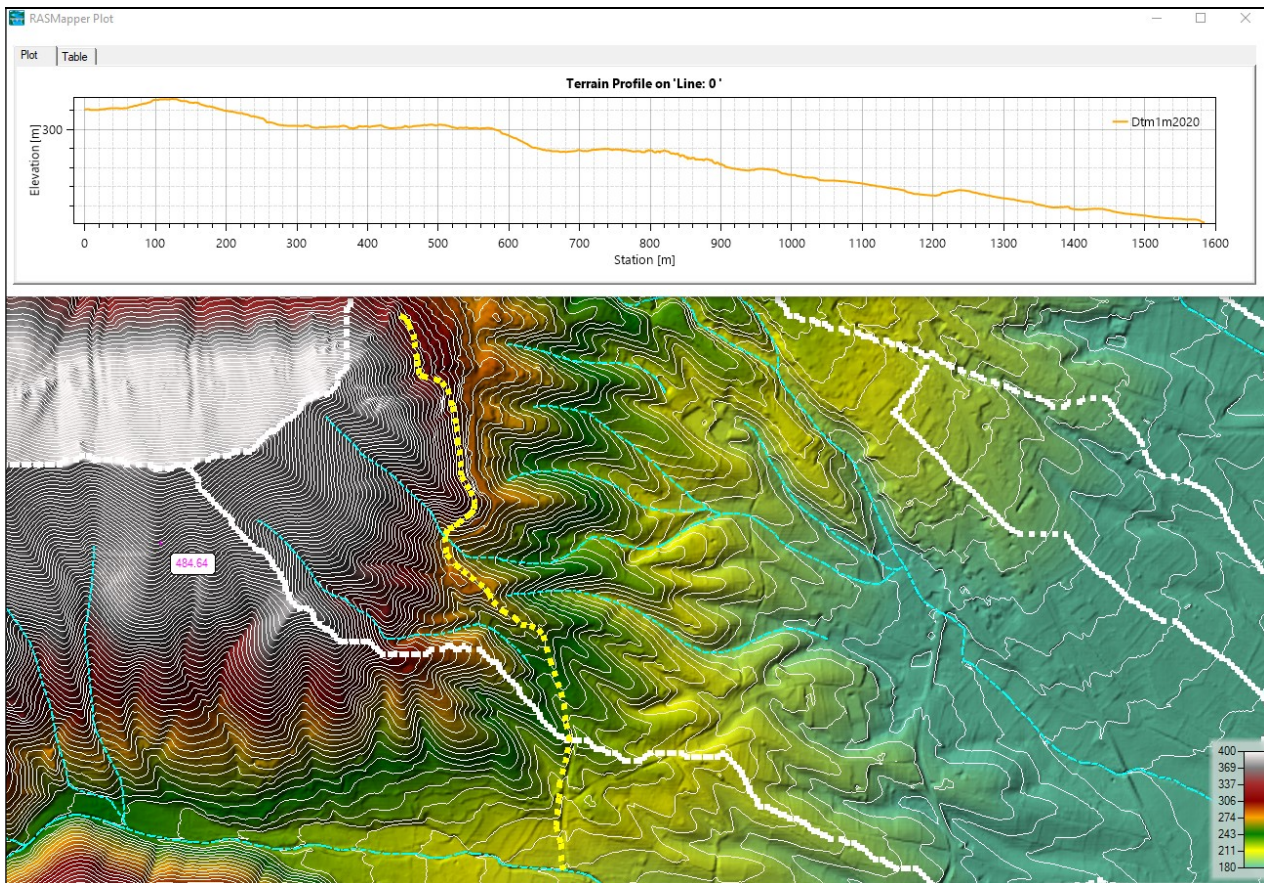 RASMapper Plot
Plot Table
Terrain Profile on 'Line: 0 '
Elevation [m]
300
Dtm1m2020
0 100 200 300 400 500 600 700 800 900 1000 1100 1200 1300 1400 1500 1600
Station [m]
484.64
400
369
337
306
274
243
211
180